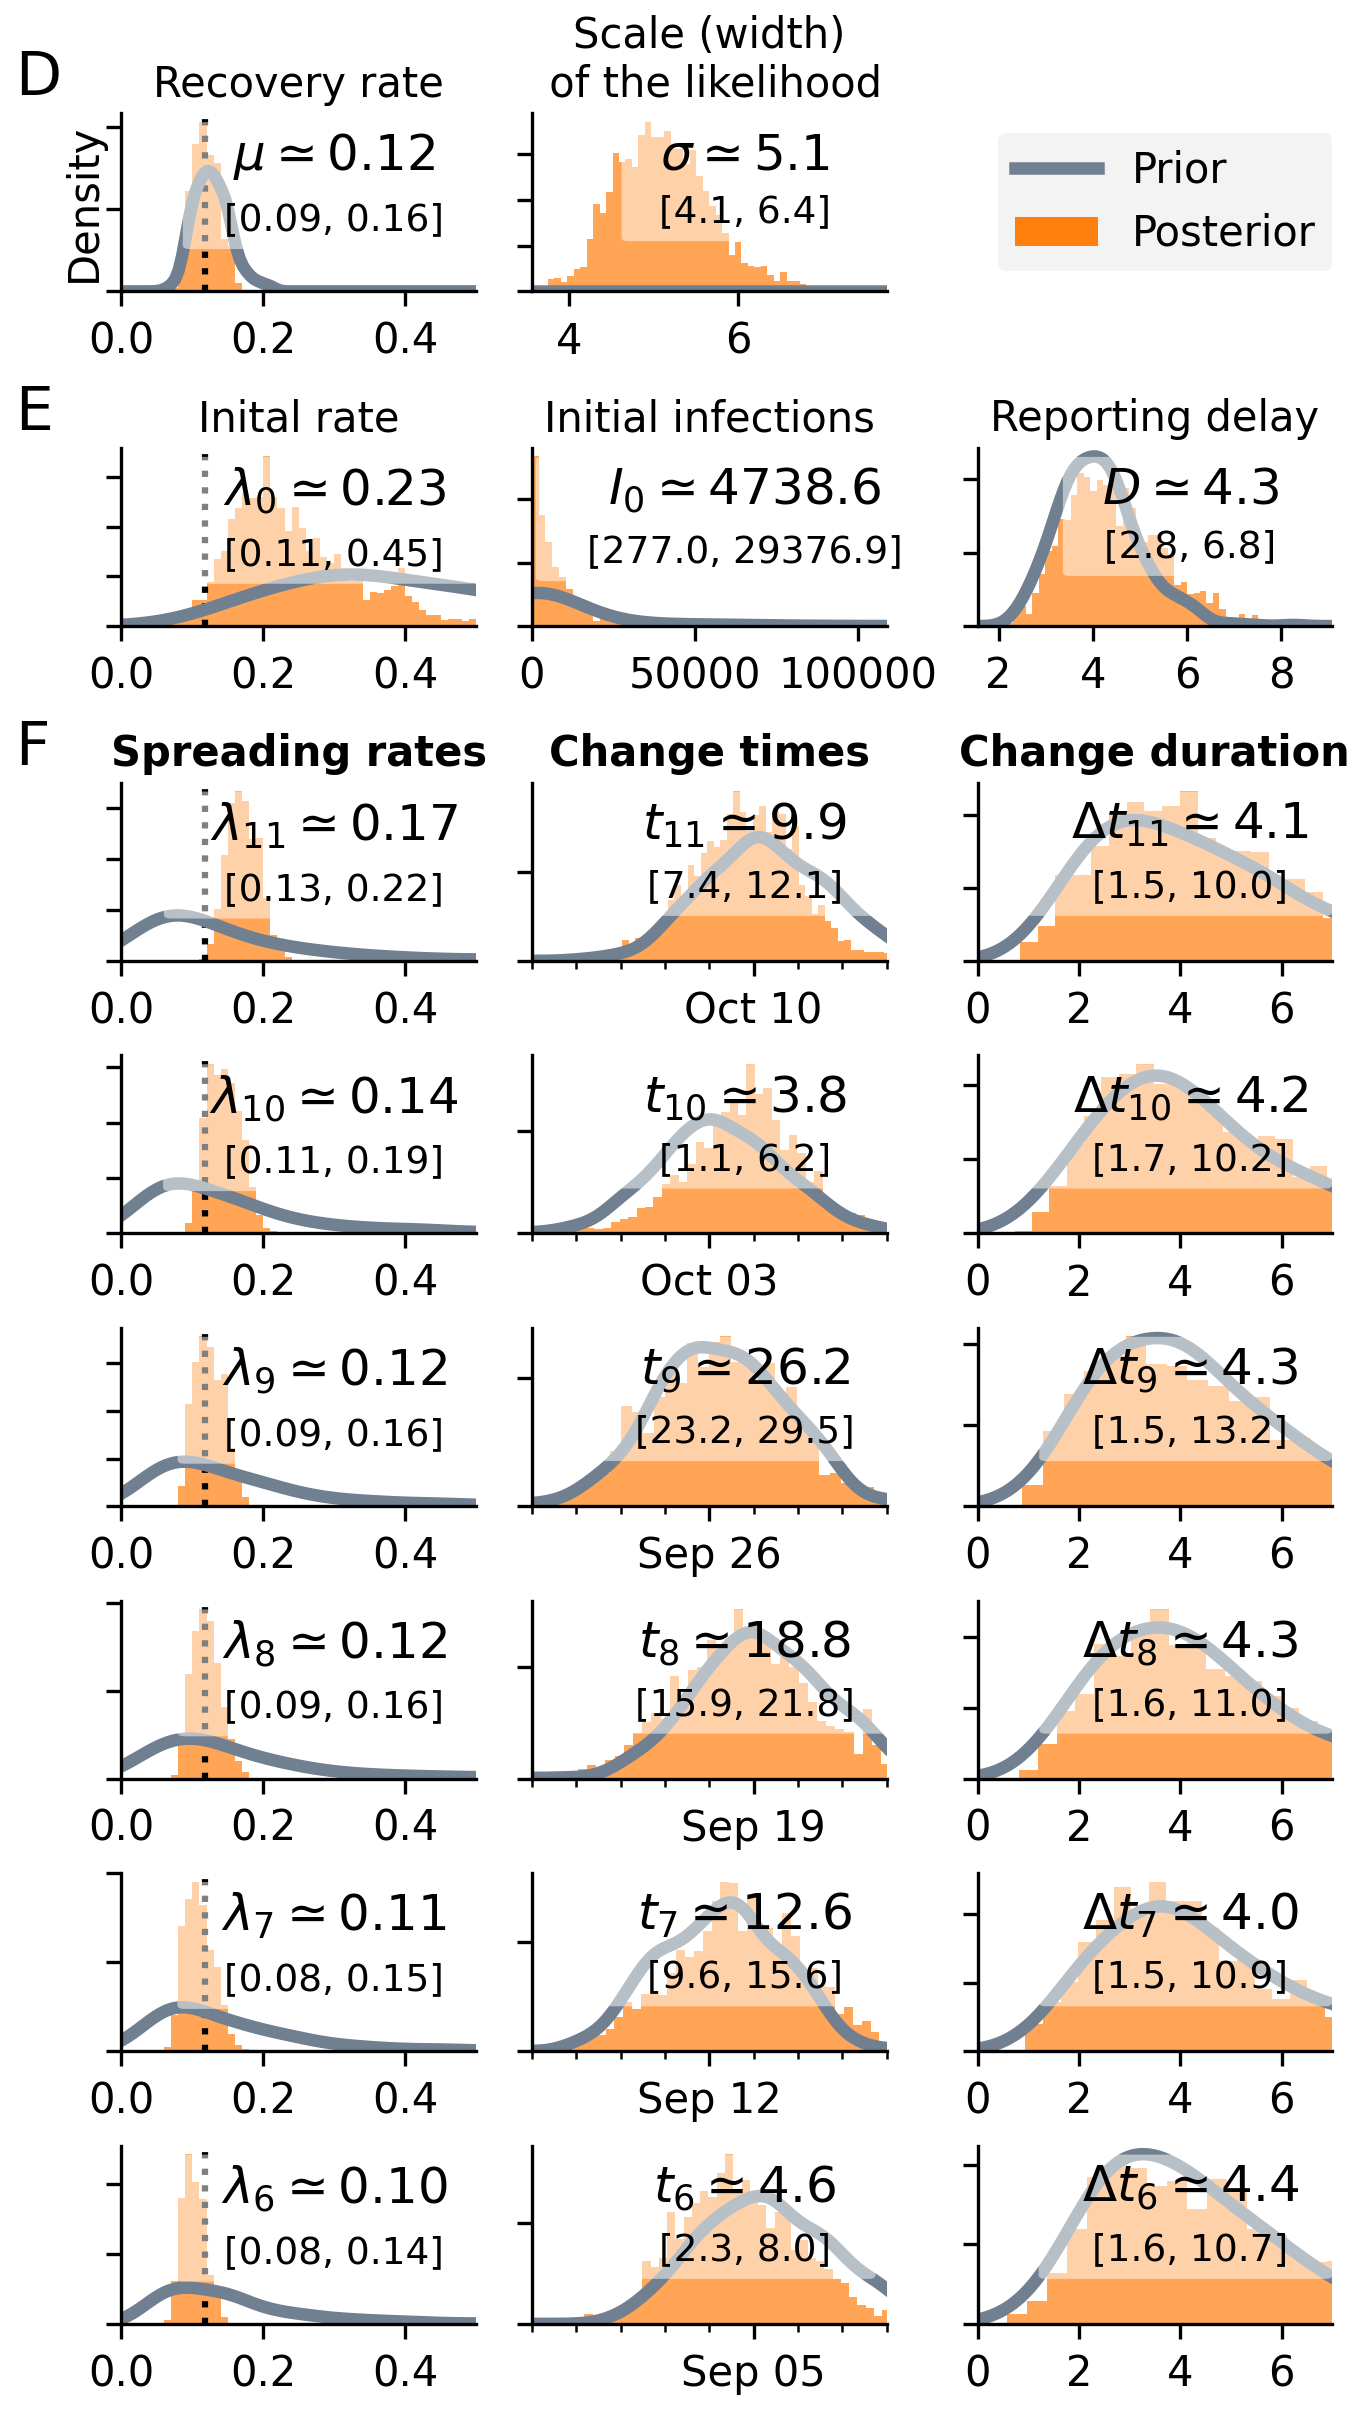 D
Recovery rate
Scale (width)
of the likelihood
Density
μ ≃ 0.12
[0.09, 0.16]
σ ≃ 5.1
[4.1, 6.4]
Prior
Posterior
0.0 0.2 0.4
4 6
E
Inital rate
Initial infections
Reporting delay
λ0 ≃ 0.23
[0.11, 0.45]
I0 ≃ 4738.6
[277.0, 29376.9]
D ≃ 4.3
[2.8, 6.8]
0.0 0.2 0.4
0 50000 100000
2 4 6 8
F
Spreading rates
Change times
Change duration
λ11 ≃ 0.17
[0.13, 0.22]
t11 ≃ 9.9
[7.4, 12.1]
Δt11 ≃ 4.1
[1.5, 10.0]
0.0 0.2 0.4
Oct 10
0 2 4 6
λ10 ≃ 0.14
[0.11, 0.19]
t10 ≃ 3.8
[1.1, 6.2]
Δt10 ≃ 4.2
[1.7, 10.2]
0.0 0.2 0.4
Oct 03
0 2 4 6
λ9 ≃ 0.12
[0.09, 0.16]
t9 ≃ 26.2
[23.2, 29.5]
Δt9 ≃ 4.3
[1.5, 13.2]
0.0 0.2 0.4
Sep 26
0 2 4 6
λ8 ≃ 0.12
[0.09, 0.16]
t8 ≃ 18.8
[15.9, 21.8]
Δt8 ≃ 4.3
[1.6, 11.0]
0.0 0.2 0.4
Sep 19
0 2 4 6
λ7 ≃ 0.11
[0.08, 0.15]
t7 ≃ 12.6
[9.6, 15.6]
Δt7 ≃ 4.0
[1.5, 10.9]
0.0 0.2 0.4
Sep 12
0 2 4 6
λ6 ≃ 0.10
[0.08, 0.14]
t6 ≃ 4.6
[2.3, 8.0]
Δt6 ≃ 4.4
[1.6, 10.7]
0.0 0.2 0.4
Sep 05
0 2 4 6